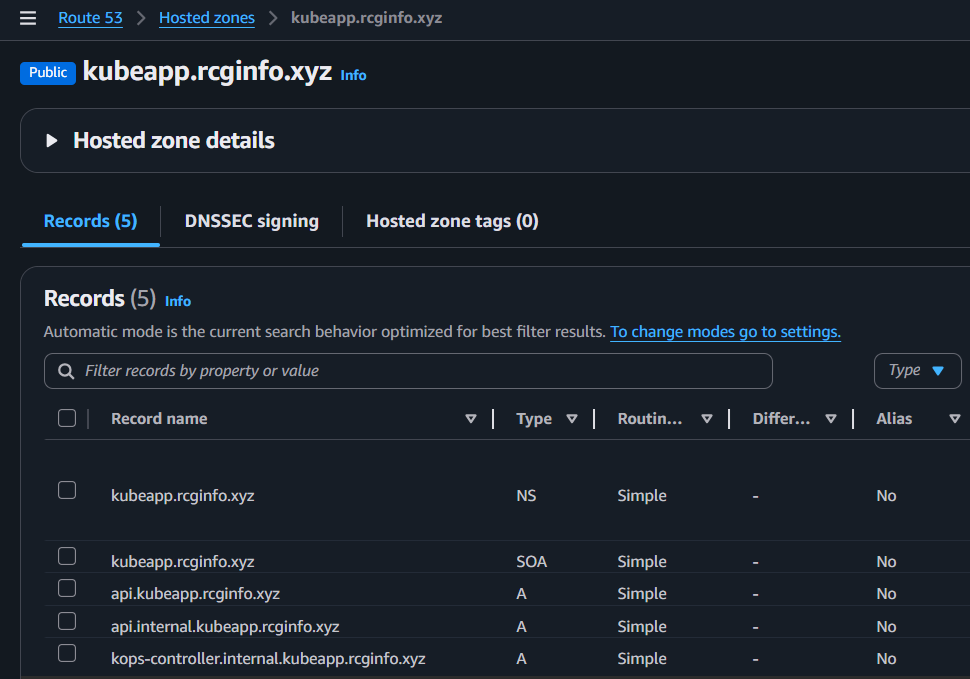 Route 53 > Hosted zones > kubeapp.rcginfo.xyz
Public kubeapp.rcginfo.xyz Info
Hosted zone details
Records (5) DNSSEC signing Hosted zone tags (0)
Records (5) Info
Automatic mode is the current search behavior optimized for best filter results. To change modes go to settings.
Filter records by property or value Type
Record name Type Routin... Differ... Alias
kubeapp.rcginfo.xyz NS Simple - No
kubeapp.rcginfo.xyz SOA Simple - No
api.kubeapp.rcginfo.xyz A Simple - No
api.internal.kubeapp.rcginfo.xyz A Simple - No
kops-controller.internal.kubeapp.rcginfo.xyz A Simple - No